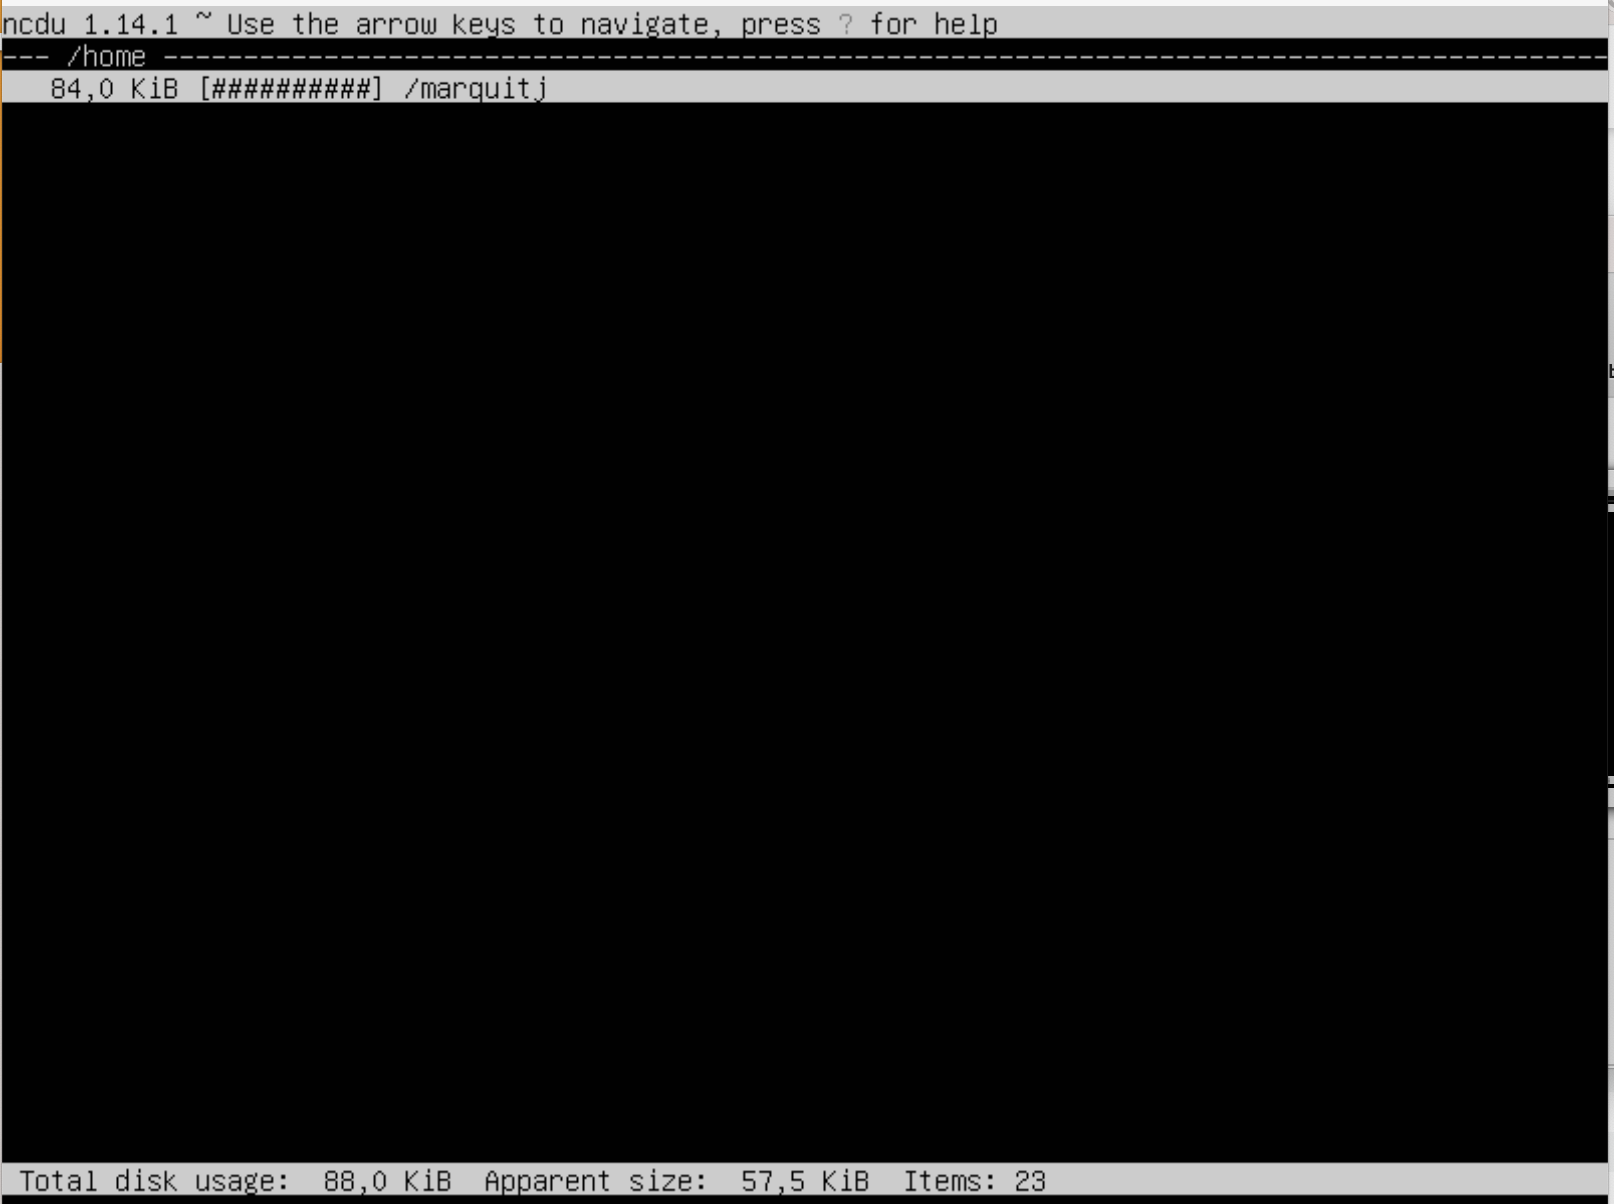 ncdu 1.14.1 ~ Use the arrow keys to navigate, press ? for help
--- /home ------------------------------------------------------------------------------------------
84,0 KiB [##########] /marquitj
Total disk usage: 88,0 KiB Apparent size: 57,5 KiB Items: 23